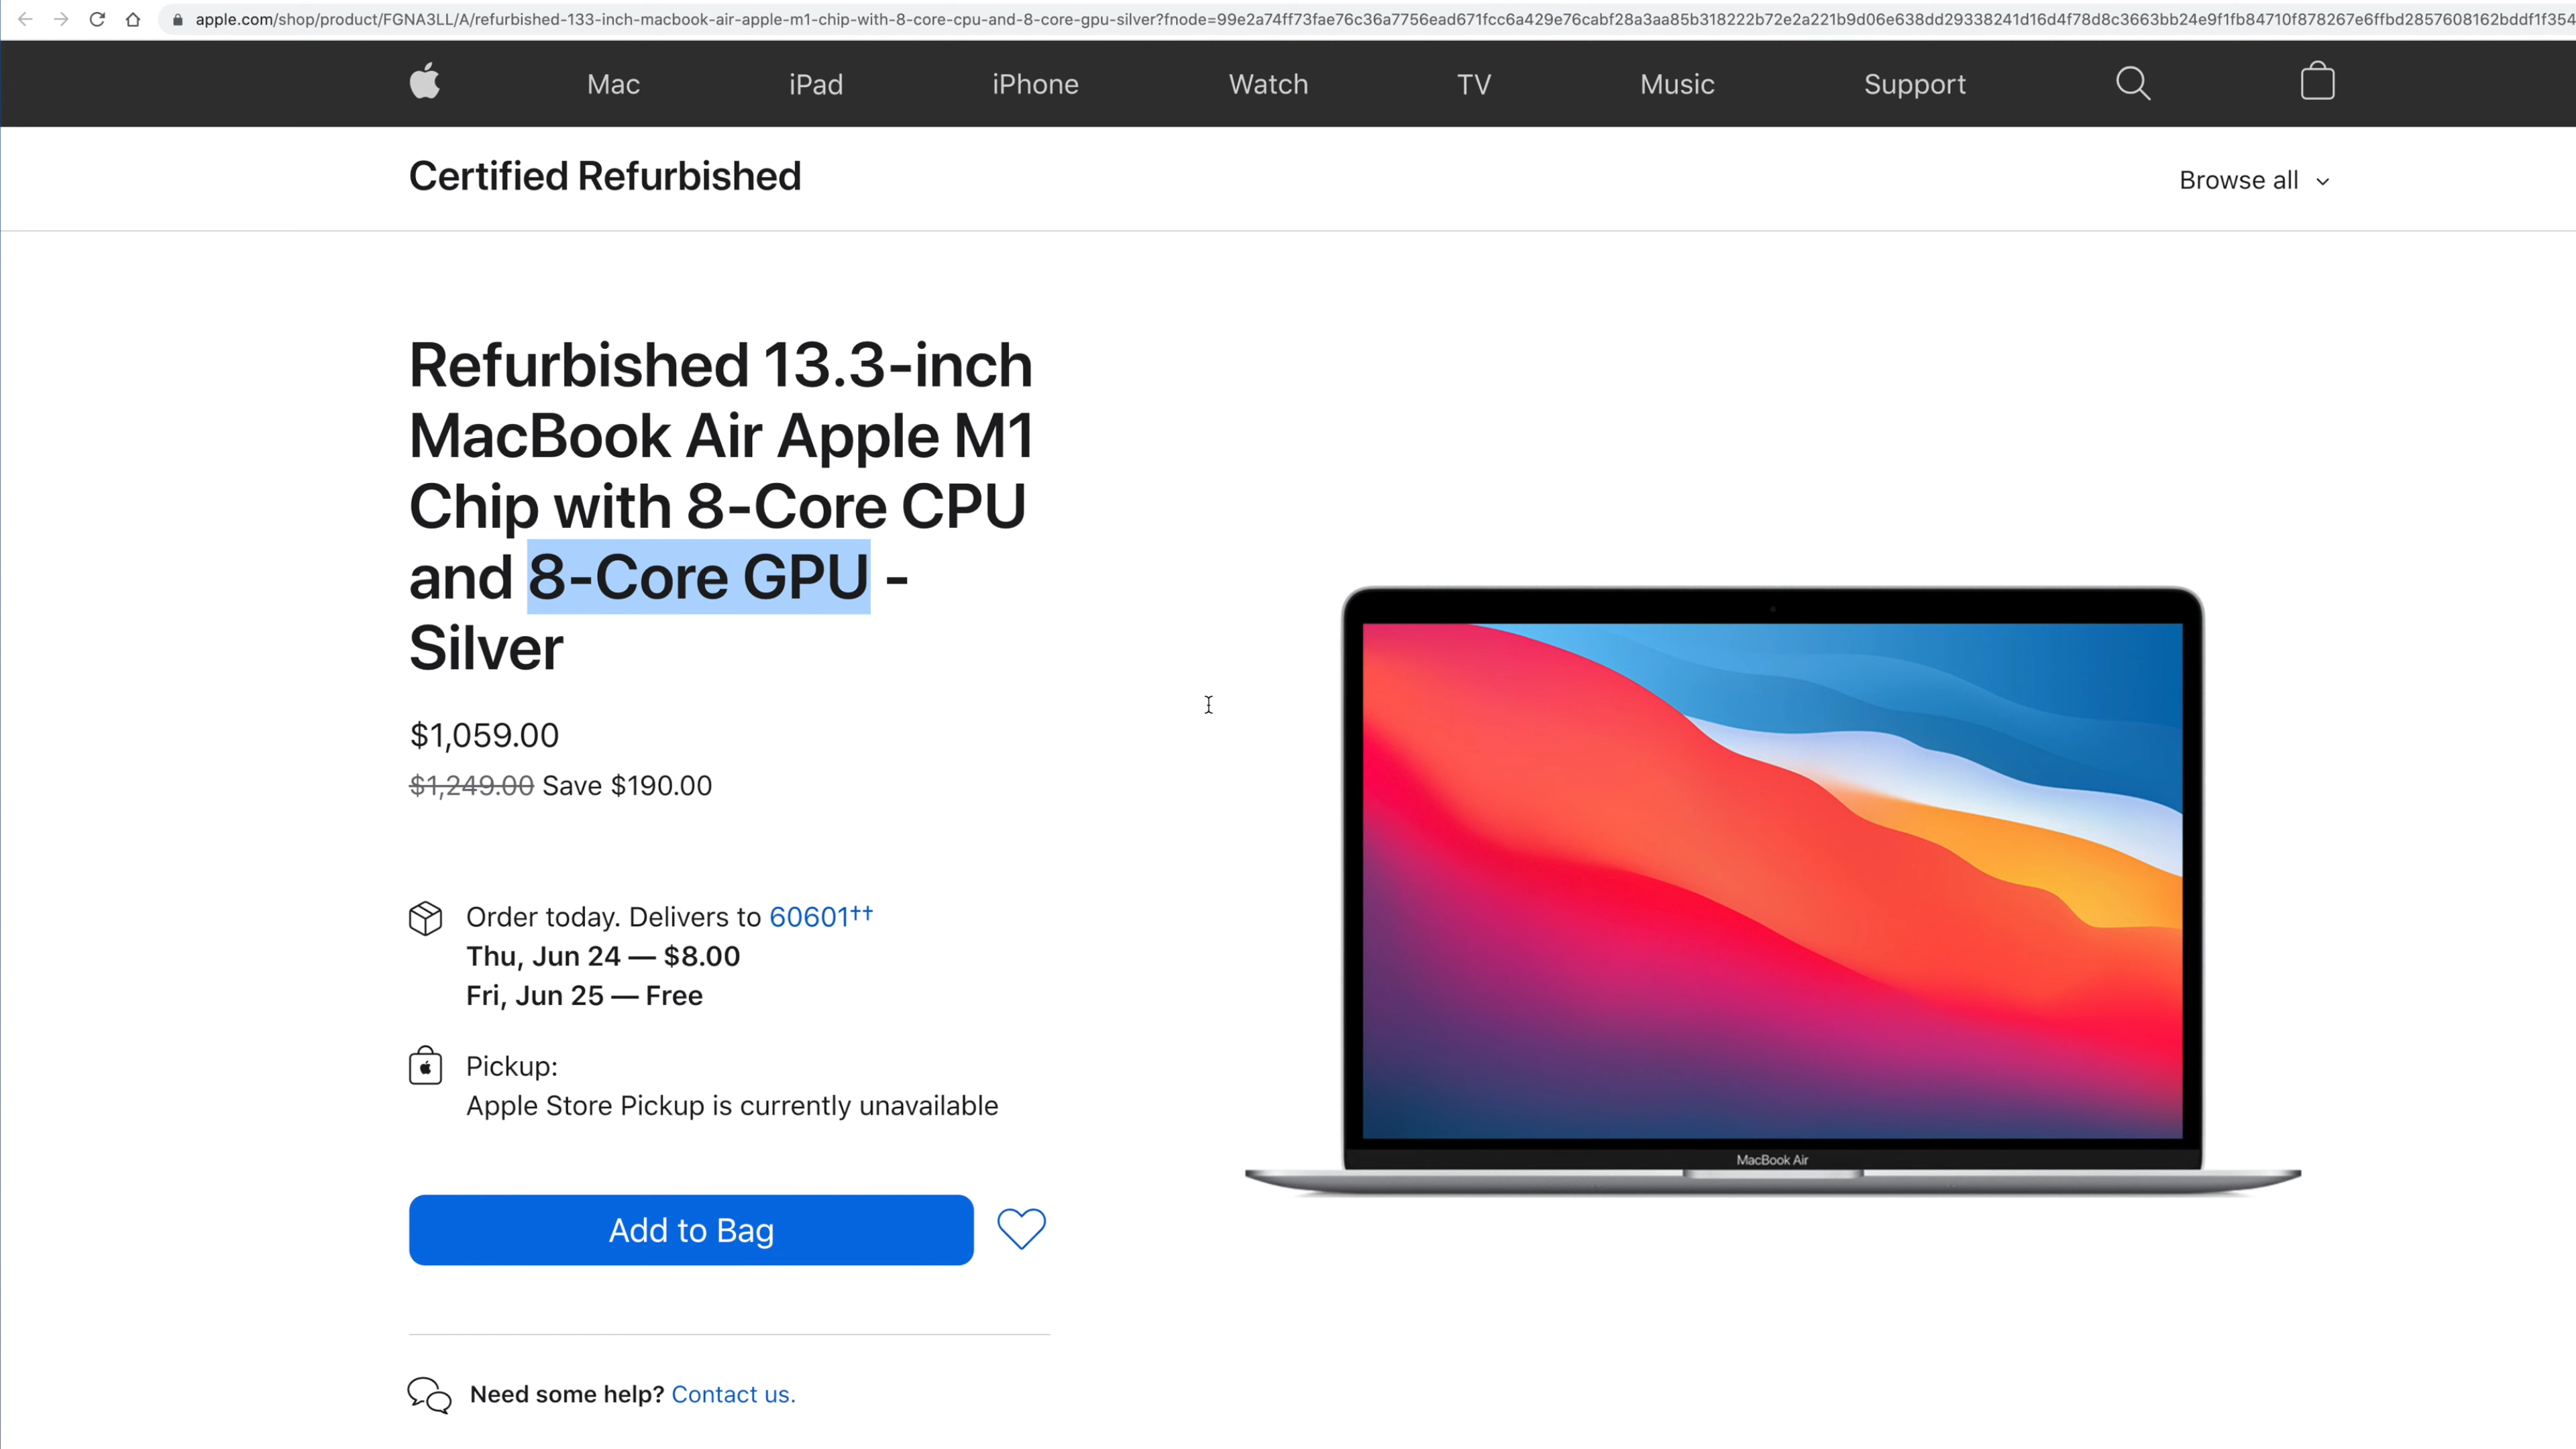 apple.com/shop/product/FGNA3LL/A/refurbished-133-inch-macbook-air-apple-m1-chip-with-8-core-cpu-and-8-core-gpu-silver?fnode=99e2a74ff73fae76c36a7756ead671fcc6a429e76cabf28a3aa85b318222b72e2a221b9d06e638dd29338241d16d4f78d8c3663bb24e9f1fb84710f878267e6ffbd2857608162bddf1f354
Mac iPad iPhone Watch TV Music Support
Certified Refurbished Browse all
Refurbished 13.3-inch
MacBook Air Apple M1
Chip with 8-Core CPU
and 8-Core GPU -
Silver
$1,059.00
$1,249.00 Save $190.00
Order today. Delivers to 60601††
Thu, Jun 24 — $8.00
Fri, Jun 25 — Free
Pickup:
Apple Store Pickup is currently unavailable
MacBook Air
Add to Bag
Need some help? Contact us.